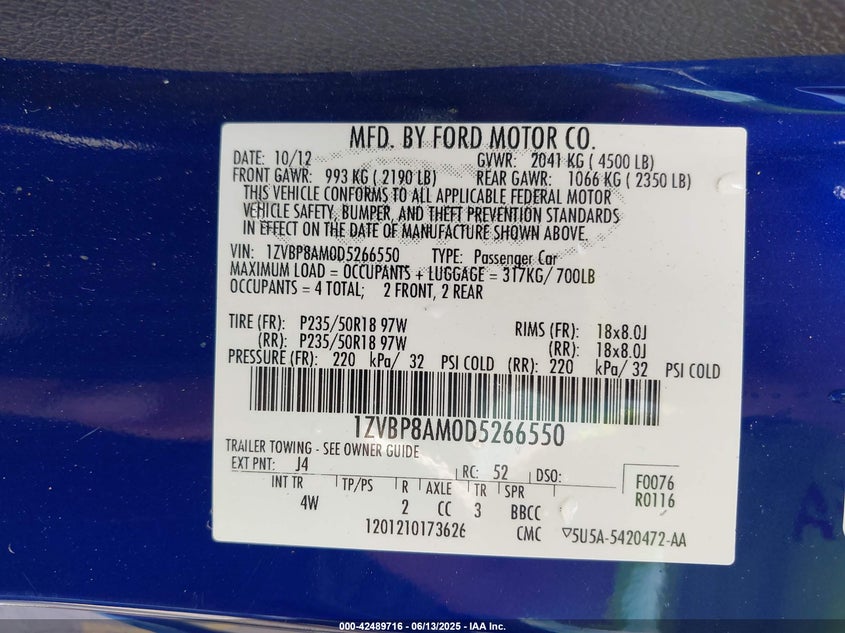 MFD. BY FORD MOTOR CO.
DATE: 10/12 GVWR: 2041 KG ( 4500 LB)
FRONT GAWR: 993 KG ( 2190 LB) REAR GAWR: 1066 KG ( 2350 LB)
THIS VEHICLE CONFORMS TO ALL APPLICABLE FEDERAL MOTOR
VEHICLE SAFETY, BUMPER, AND THEFT PREVENTION STANDARDS
IN EFFECT ON THE DATE OF MANUFACTURE SHOWN ABOVE.
VIN: 1ZVBP8AM0D5266550 TYPE: Passenger Car
MAXIMUM LOAD = OCCUPANTS + LUGGAGE = 317KG/ 700LB
OCCUPANTS = 4 TOTAL; 2 FRONT, 2 REAR
TIRE (FR): P235/50R18 97W RIMS (FR): 18x8.0J
(RR): P235/50R18 97W (RR): 18x8.0J
PRESSURE (FR): 220 kPa/ 32 PSI COLD (RR): 220 kPa/ 32 PSI COLD
1ZVBP8AM0D5266550
TRAILER TOWING - SEE OWNER GUIDE
EXT PNT: J4 RC: 52 DSO: F0076
R0116
INT TR TP/PS R AXLE TR SPR
4W 2 CC 3 BBCC
1201210173626 CMC ▽5U5A-5420472-AA
000-42489716 - 06/13/2025 - IAA Inc.